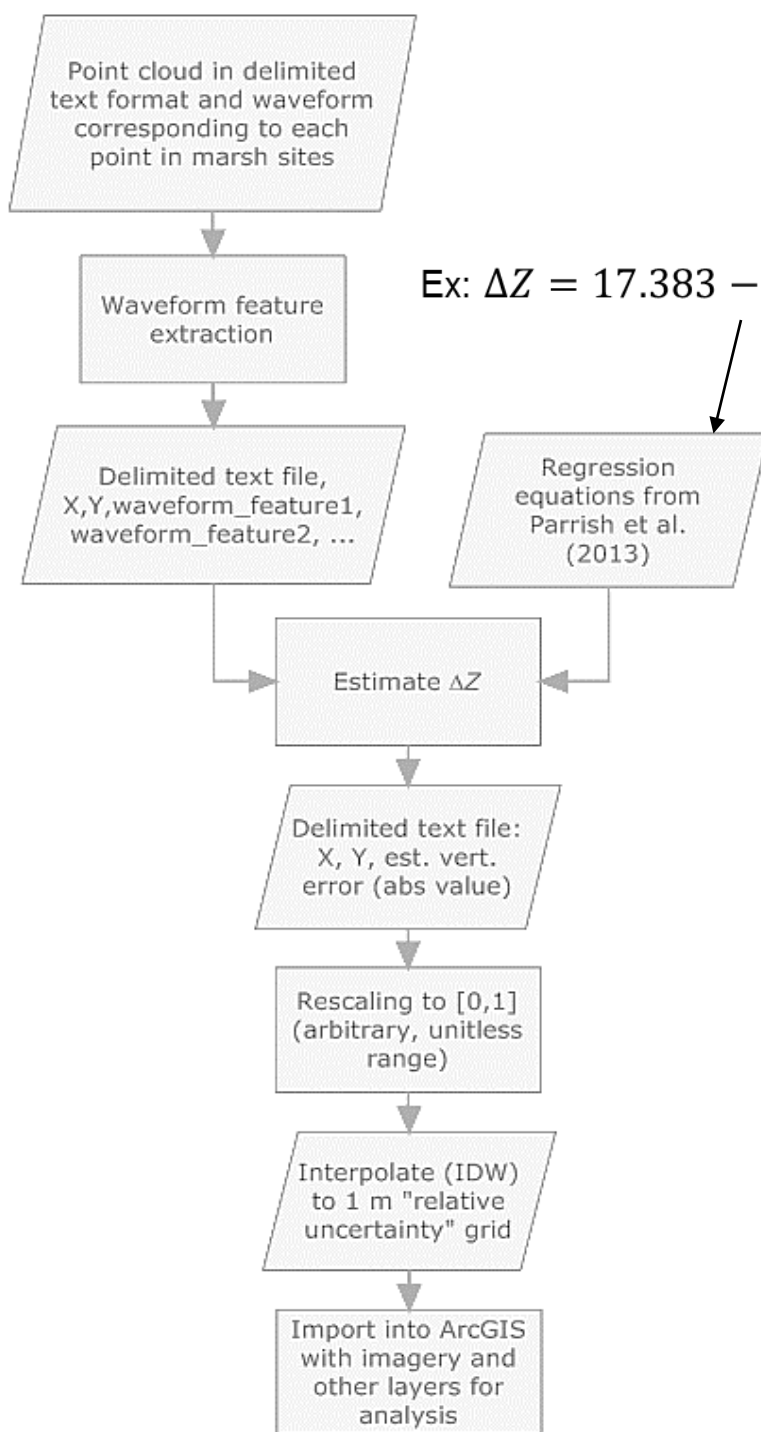 Point cloud in delimited
text format and waveform
corresponding to each
point in marsh sites
Waveform feature
extraction
Ex: ΔZ = 17.383 −
Delimited text file,
X,Y,waveform_feature1,
waveform_feature2, ...
Regression
equations from
Parrish et al.
(2013)
Estimate ΔZ
Delimited text file:
X, Y, est. vert.
error (abs value)
Rescaling to [0,1]
(arbitrary, unitless
range)
Interpolate (IDW)
to 1 m "relative
uncertainty" grid
Import into ArcGIS
with imagery and
other layers for
analysis